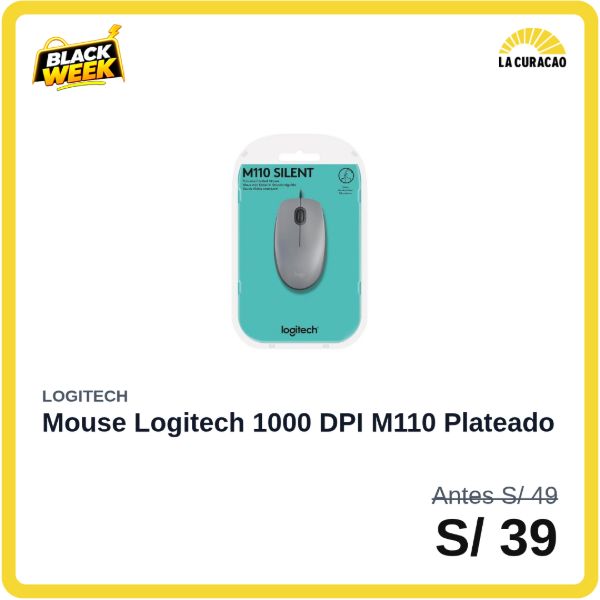 BLACK
WEEK
LA CURACAO
M110 SILENT
logitech
LOGITECH
Mouse Logitech 1000 DPI M110 Plateado
Antes S/ 49
S/ 39